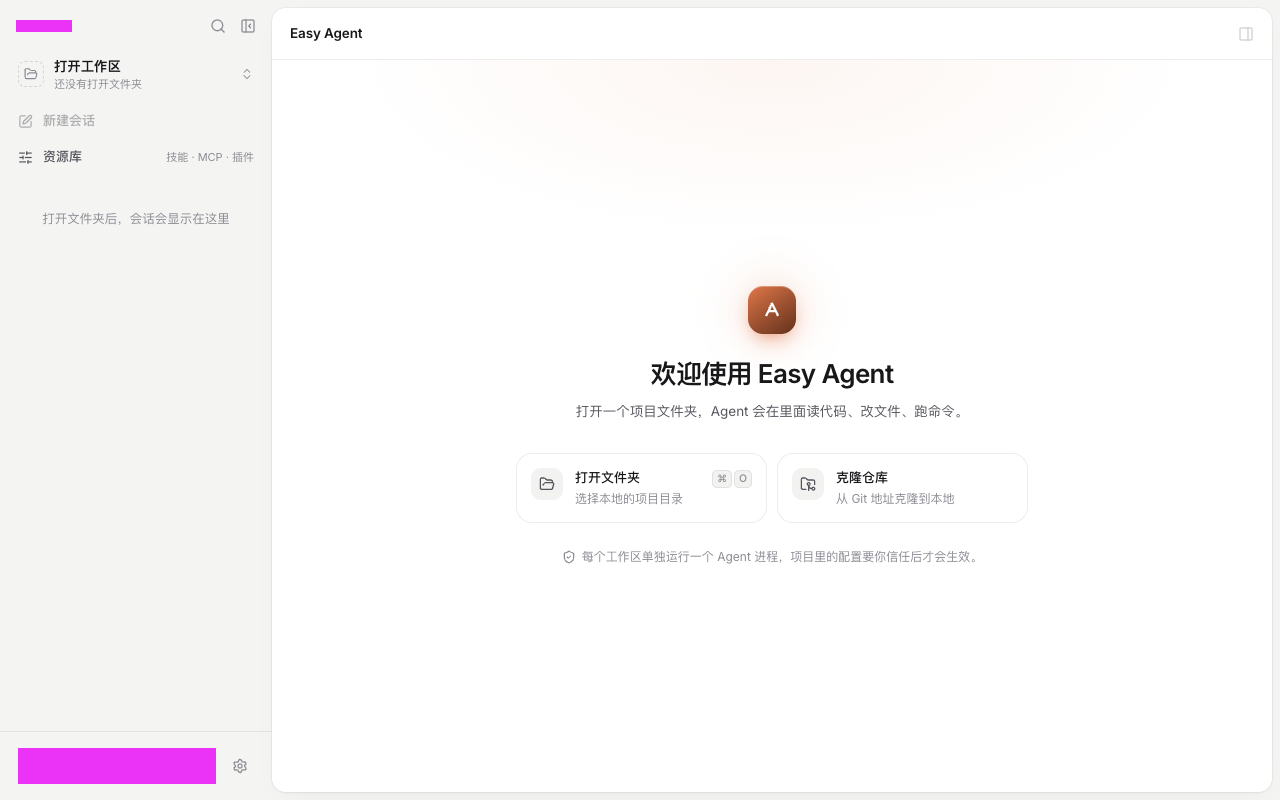 打开工作区
还没有打开文件夹
新建会话
资源库
技能 · MCP · 插件
打开文件夹后，会话会显示在这里
Easy Agent
欢迎使用 Easy Agent
打开一个项目文件夹，Agent 会在里面读代码、改文件、跑命令。
打开文件夹
⌘ O
选择本地的项目目录
克隆仓库
从 Git 地址克隆到本地
每个工作区单独运行一个 Agent 进程，项目里的配置要你信任后才会生效。